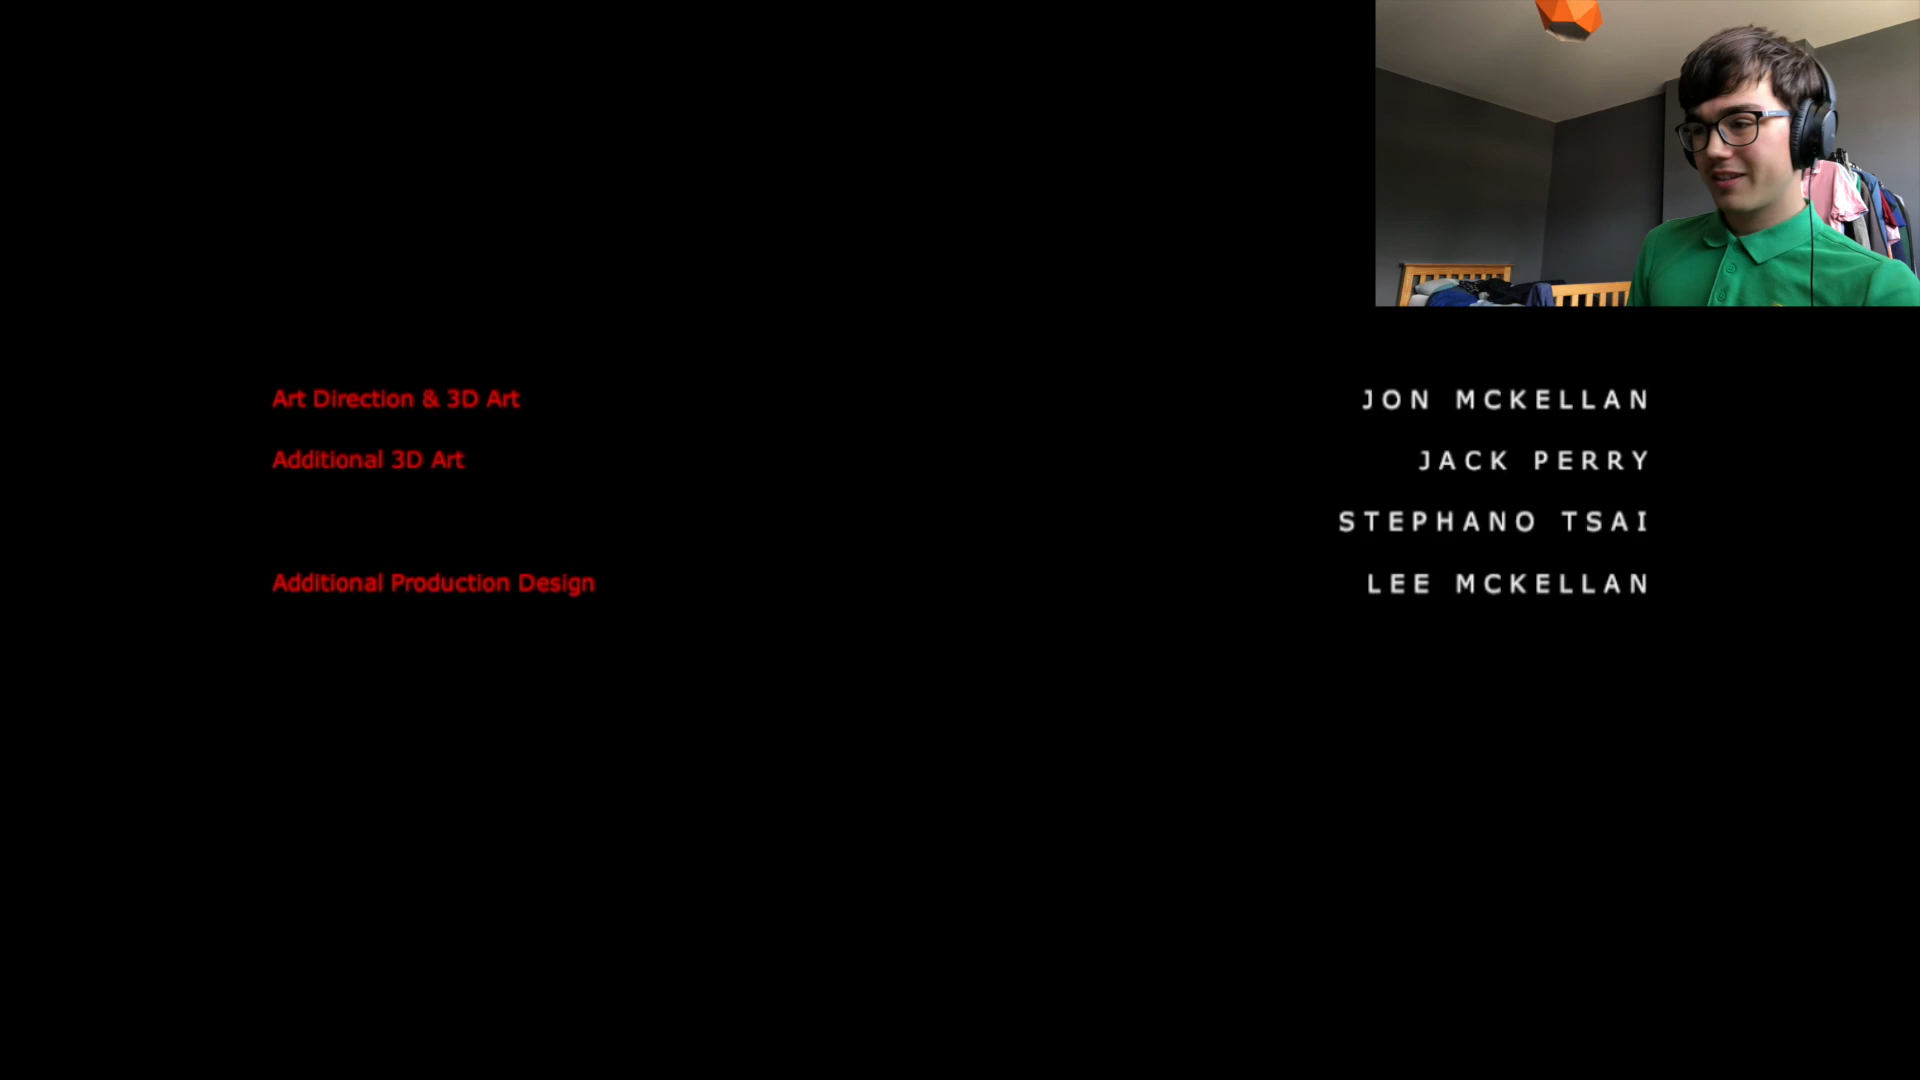 Art Direction & 3D Art JON MCKELLAN
Additional 3D Art JACK PERRY
STEPHANO TSAI
Additional Production Design LEE MCKELLAN